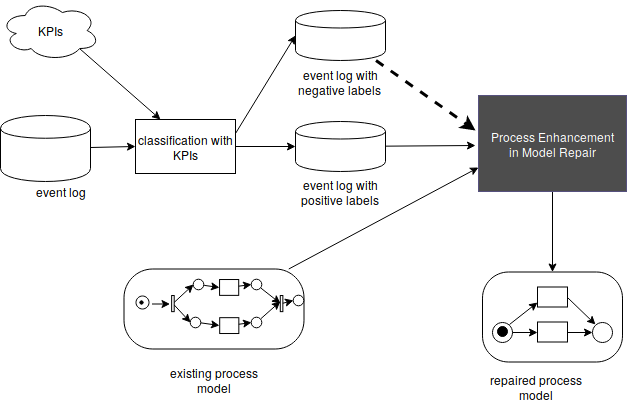 KPIs
event log
classification with
KPIs
event log with
negative labels
event log with
positive labels
Process Enhancement
in Model Repair
existing process
model
repaired process
model